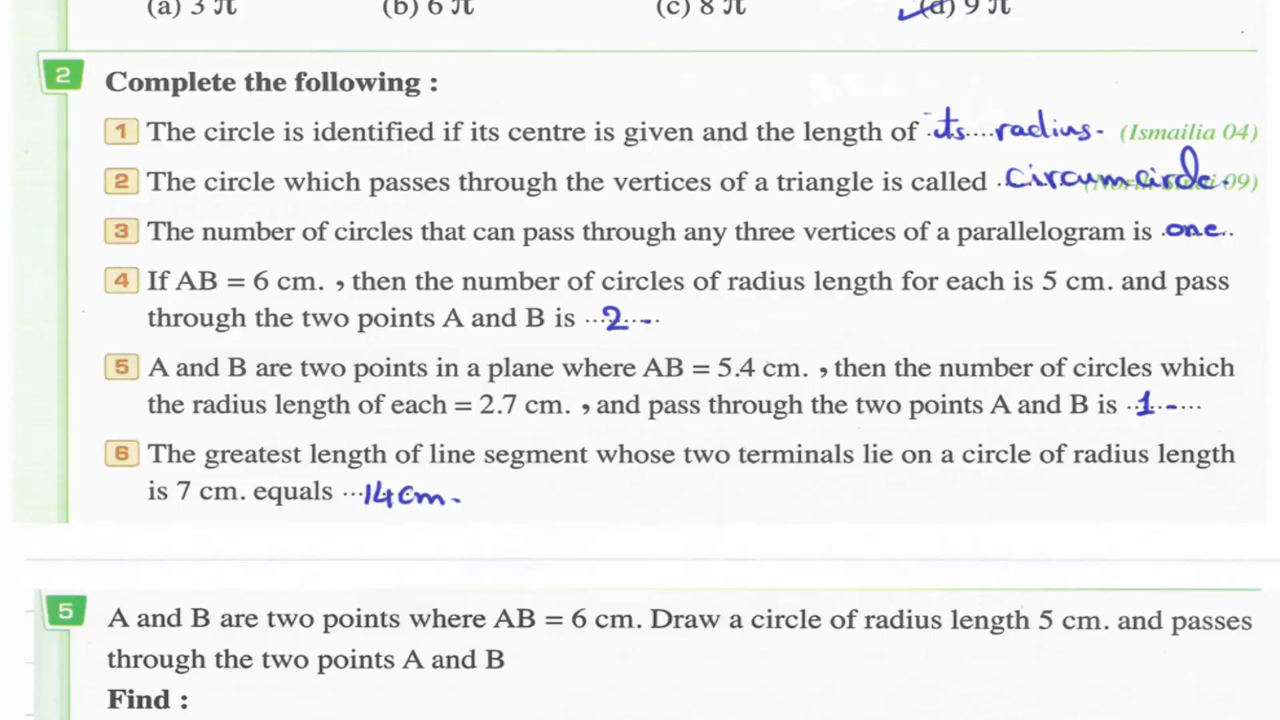 (a) 3 π (b) 6 π (c) 8 π (d) 9 π
2 Complete the following :
1 The circle is identified if its centre is given and the length of its radius. (Ismailia 04)
2 The circle which passes through the vertices of a triangle is called circumcircle. 09)
3 The number of circles that can pass through any three vertices of a parallelogram is one
4 If AB = 6 cm. , then the number of circles of radius length for each is 5 cm. and pass
through the two points A and B is 2
5 A and B are two points in a plane where AB = 5.4 cm. , then the number of circles which
the radius length of each = 2.7 cm. , and pass through the two points A and B is 1
6 The greatest length of line segment whose two terminals lie on a circle of radius length
is 7 cm. equals 14 cm.
5 A and B are two points where AB = 6 cm. Draw a circle of radius length 5 cm. and passes
through the two points A and B
Find :